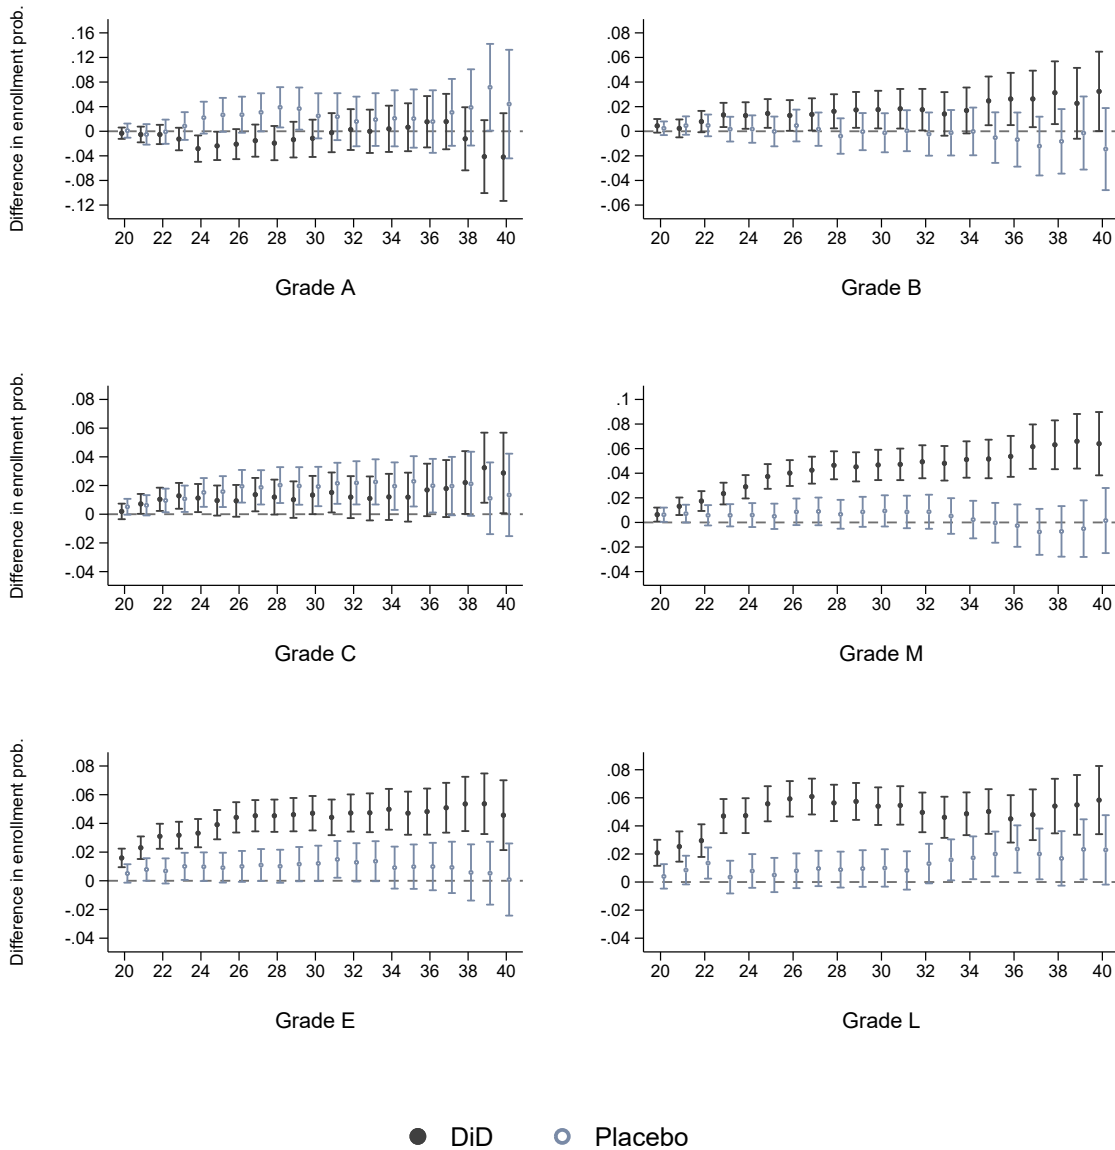 Difference in enrollment prob.
.16
.12
.08
.04
0
-.04
-.08
-.12
20 22 24 26 28 30 32 34 36 38 40
Grade A
.08
.06
.04
.02
0
-.02
-.04
-.06
20 22 24 26 28 30 32 34 36 38 40
Grade B
Difference in enrollment prob.
.08
.06
.04
.02
0
-.02
-.04
20 22 24 26 28 30 32 34 36 38 40
Grade C
.1
.08
.06
.04
.02
0
-.02
-.04
20 22 24 26 28 30 32 34 36 38 40
Grade M
Difference in enrollment prob.
.08
.06
.04
.02
0
-.02
-.04
20 22 24 26 28 30 32 34 36 38 40
Grade E
.08
.06
.04
.02
0
-.02
-.04
20 22 24 26 28 30 32 34 36 38 40
Grade L
DiD Placebo